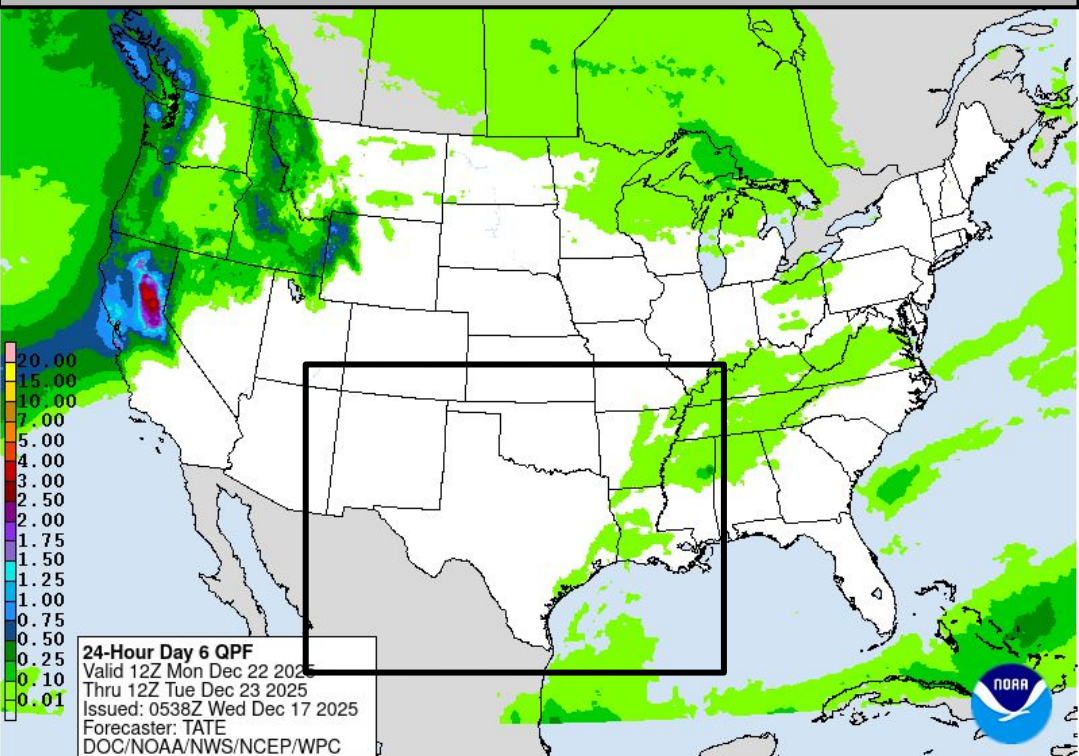 20.00
15.00
10.00
7.00
5.00
4.00
3.00
2.50
2.00
1.75
1.50
1.25
1.00
0.75
0.50
0.25
0.10
0.01
24-Hour Day 6 QPF
Valid 12Z Mon Dec 22 2025
Thru 12Z Tue Dec 23 2025
Issued: 0538Z Wed Dec 17 2025
Forecaster: TATE
DOC/NOAA/NWS/NCEP/WPC
NOAA